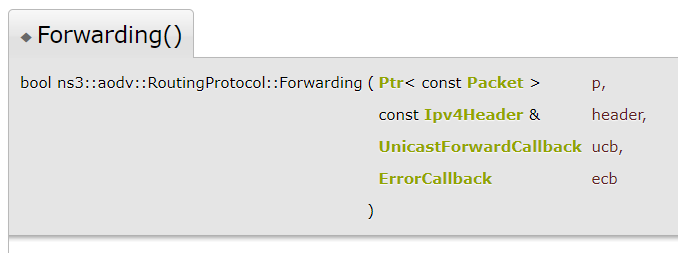 ◆ Forwarding()
bool ns3::aodv::RoutingProtocol::Forwarding ( Ptr< const Packet > p,
const Ipv4Header & header,
UnicastForwardCallback ucb,
ErrorCallback ecb
)